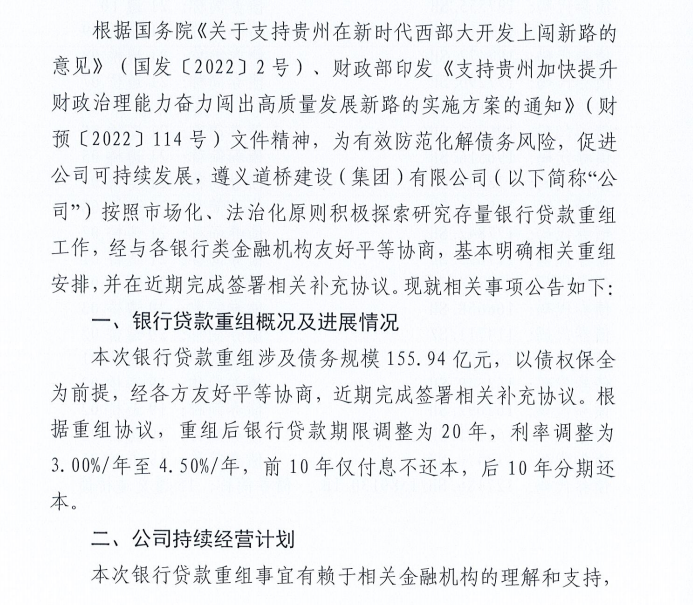 根据国务院《关于支持贵州在新时代西部大开发上闯新路的
意见》（国发〔2022〕2号）、财政部印发《支持贵州加快提升
财政治理能力奋力闯出高质量发展新路的实施方案的通知》（财
预〔2022〕114号）文件精神，为有效防范化解债务风险，促进
公司可持续发展，遵义道桥建设（集团）有限公司（以下简称“公
司”）按照市场化、法治化原则积极探索研究存量银行贷款重组
工作，经与各银行类金融机构友好平等协商，基本明确相关重组
安排，并在近期完成签署相关补充协议。现就相关事项公告如下：
一、银行贷款重组概况及进展情况
本次银行贷款重组涉及债务规模155.94亿元，以债权保全
为前提，经各方友好平等协商，近期完成签署相关补充协议。根
据重组协议，重组后银行贷款期限调整为20年，利率调整为
3.00%/年至4.50%/年，前10年仅付息不还本，后10年分期还
本。
二、公司持续经营计划
本次银行贷款重组事宜有赖于相关金融机构的理解和支持，